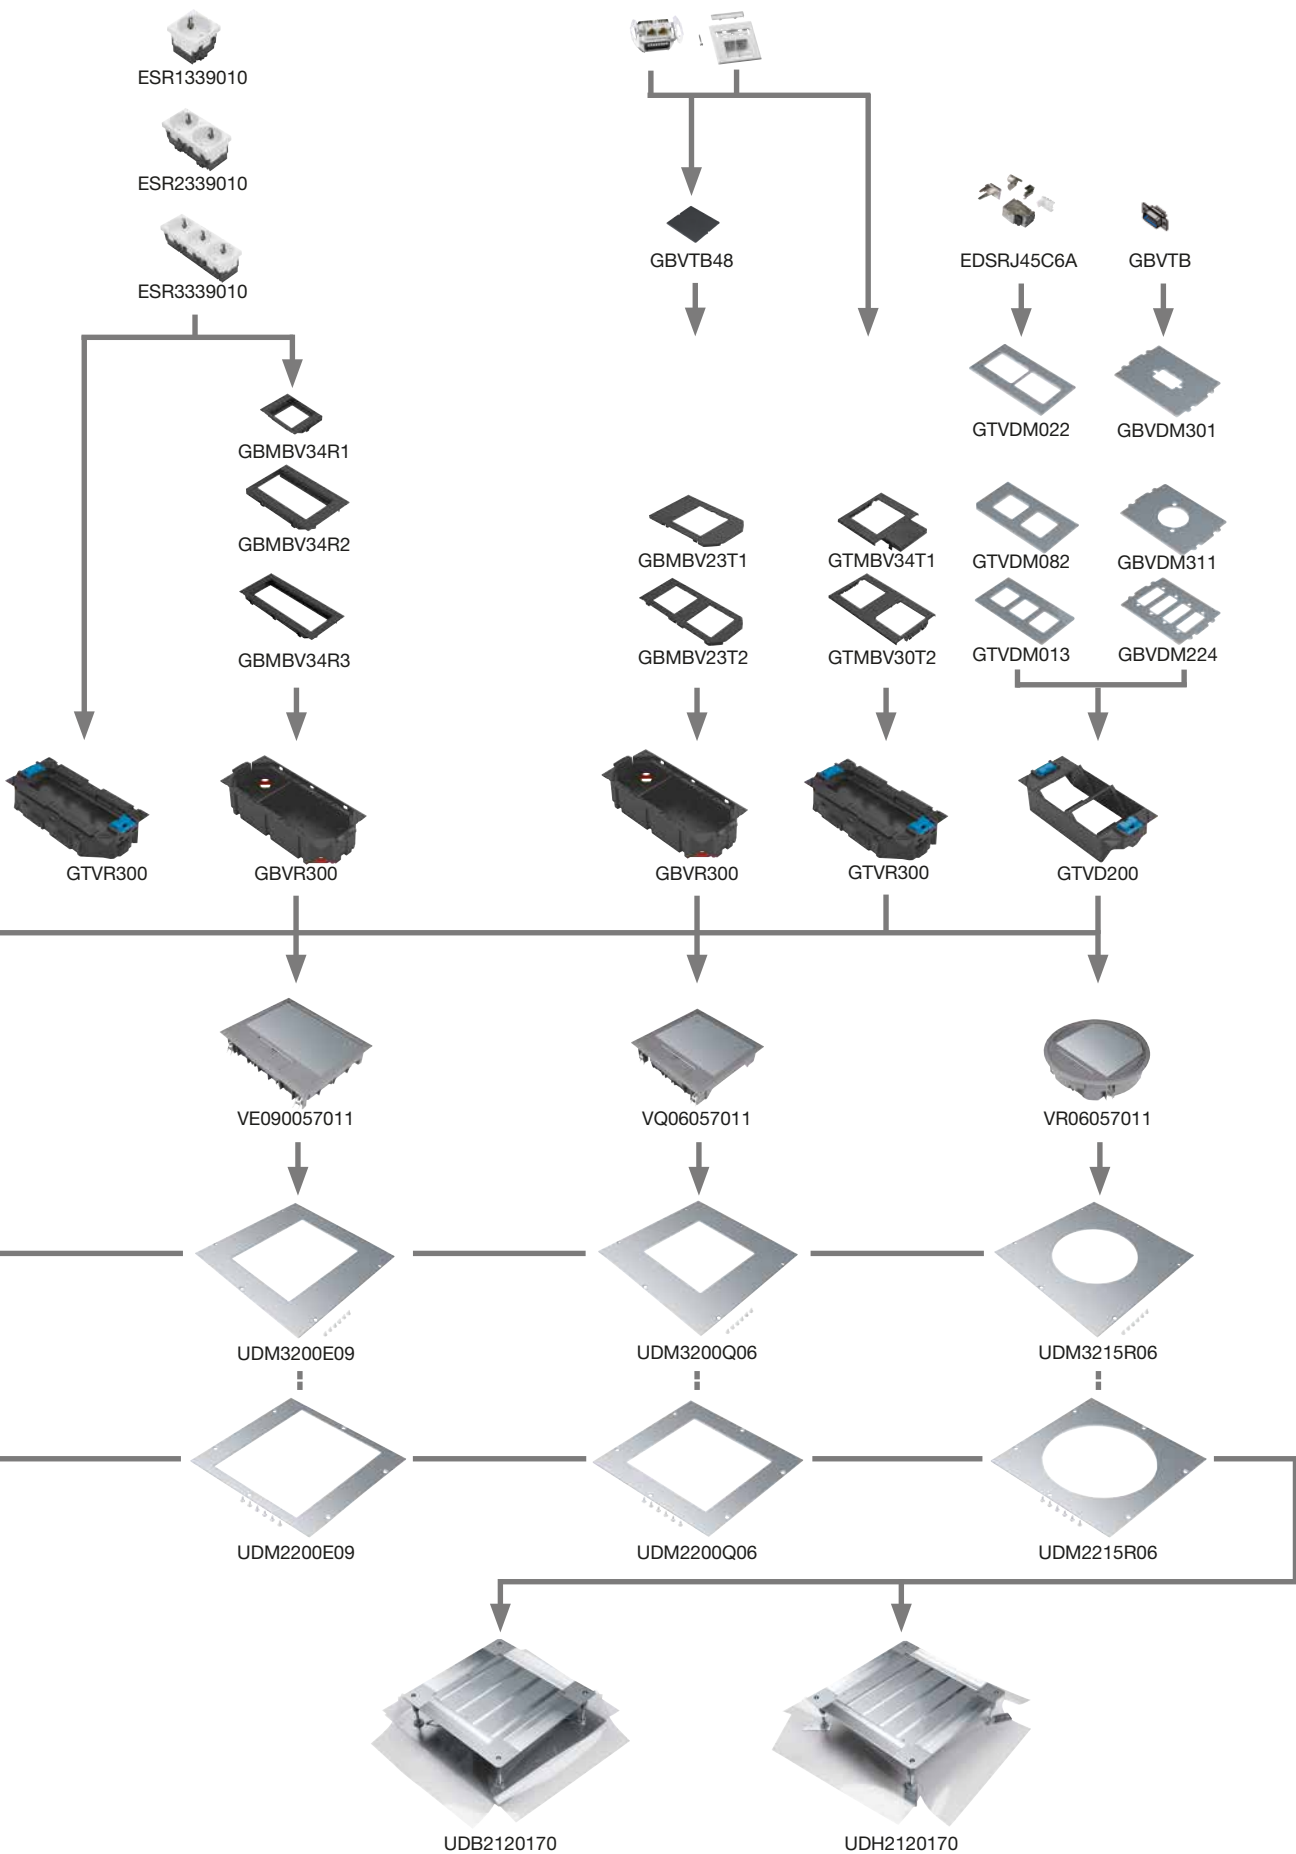 ESR1339010
ESR2339010
ESR3339010
GBVTB48
EDSRJ45C6A
GBVTB
GTVDM022
GBVDM301
GBMBV34R1
GBMBV34R2
GBMBV23T1
GTMBV34T1
GTVDM082
GBVDM311
GBMBV34R3
GBMBV23T2
GTMBV30T2
GTVDM013
GBVDM224
GTVR300
GBVR300
GBVR300
GTVR300
GTVD200
VE090057011
VQ06057011
VR06057011
UDM3200E09
UDM3200Q06
UDM3215R06
UDM2200E09
UDM2200Q06
UDM2215R06
UDB2120170
UDH2120170